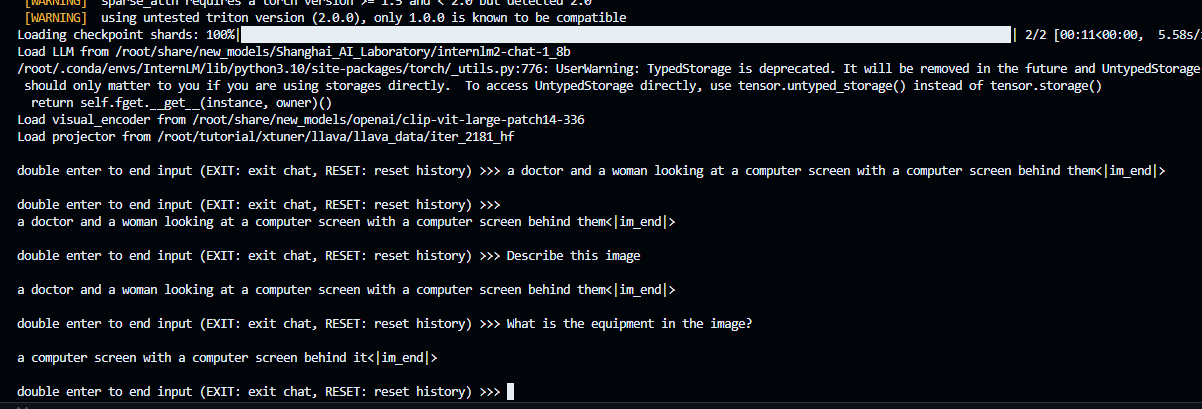 [WARNING] sparse_attn requires a torch version >= 1.5 and < 2.0 but detected 2.0
[WARNING] using untested triton version (2.0.0), only 1.0.0 is known to be compatible
Loading checkpoint shards: 100%| | 2/2 [00:11<00:00, 5.58s/
Load LLM from /root/share/new_models/Shanghai_AI_Laboratory/internlm2-chat-1_8b
/root/.conda/envs/InternLM/lib/python3.10/site-packages/torch/_utils.py:776: UserWarning: TypedStorage is deprecated. It will be removed in the future and UntypedStorage
should only matter to you if you are using storages directly. To access UntypedStorage directly, use tensor.untyped_storage() instead of tensor.storage()
return self.fget.__get__(instance, owner)()
Load visual_encoder from /root/share/new_models/openai/clip-vit-large-patch14-336
Load projector from /root/tutorial/xtuner/llava/llava_data/iter_2181_hf
double enter to end input (EXIT: exit chat, RESET: reset history) >>> a doctor and a woman looking at a computer screen with a computer screen behind them<|im_end|>
double enter to end input (EXIT: exit chat, RESET: reset history) >>>
a doctor and a woman looking at a computer screen with a computer screen behind them<|im_end|>
double enter to end input (EXIT: exit chat, RESET: reset history) >>> Describe this image
a doctor and a woman looking at a computer screen with a computer screen behind them<|im_end|>
double enter to end input (EXIT: exit chat, RESET: reset history) >>> What is the equipment in the image?
a computer screen with a computer screen behind it<|im_end|>
double enter to end input (EXIT: exit chat, RESET: reset history) >>>